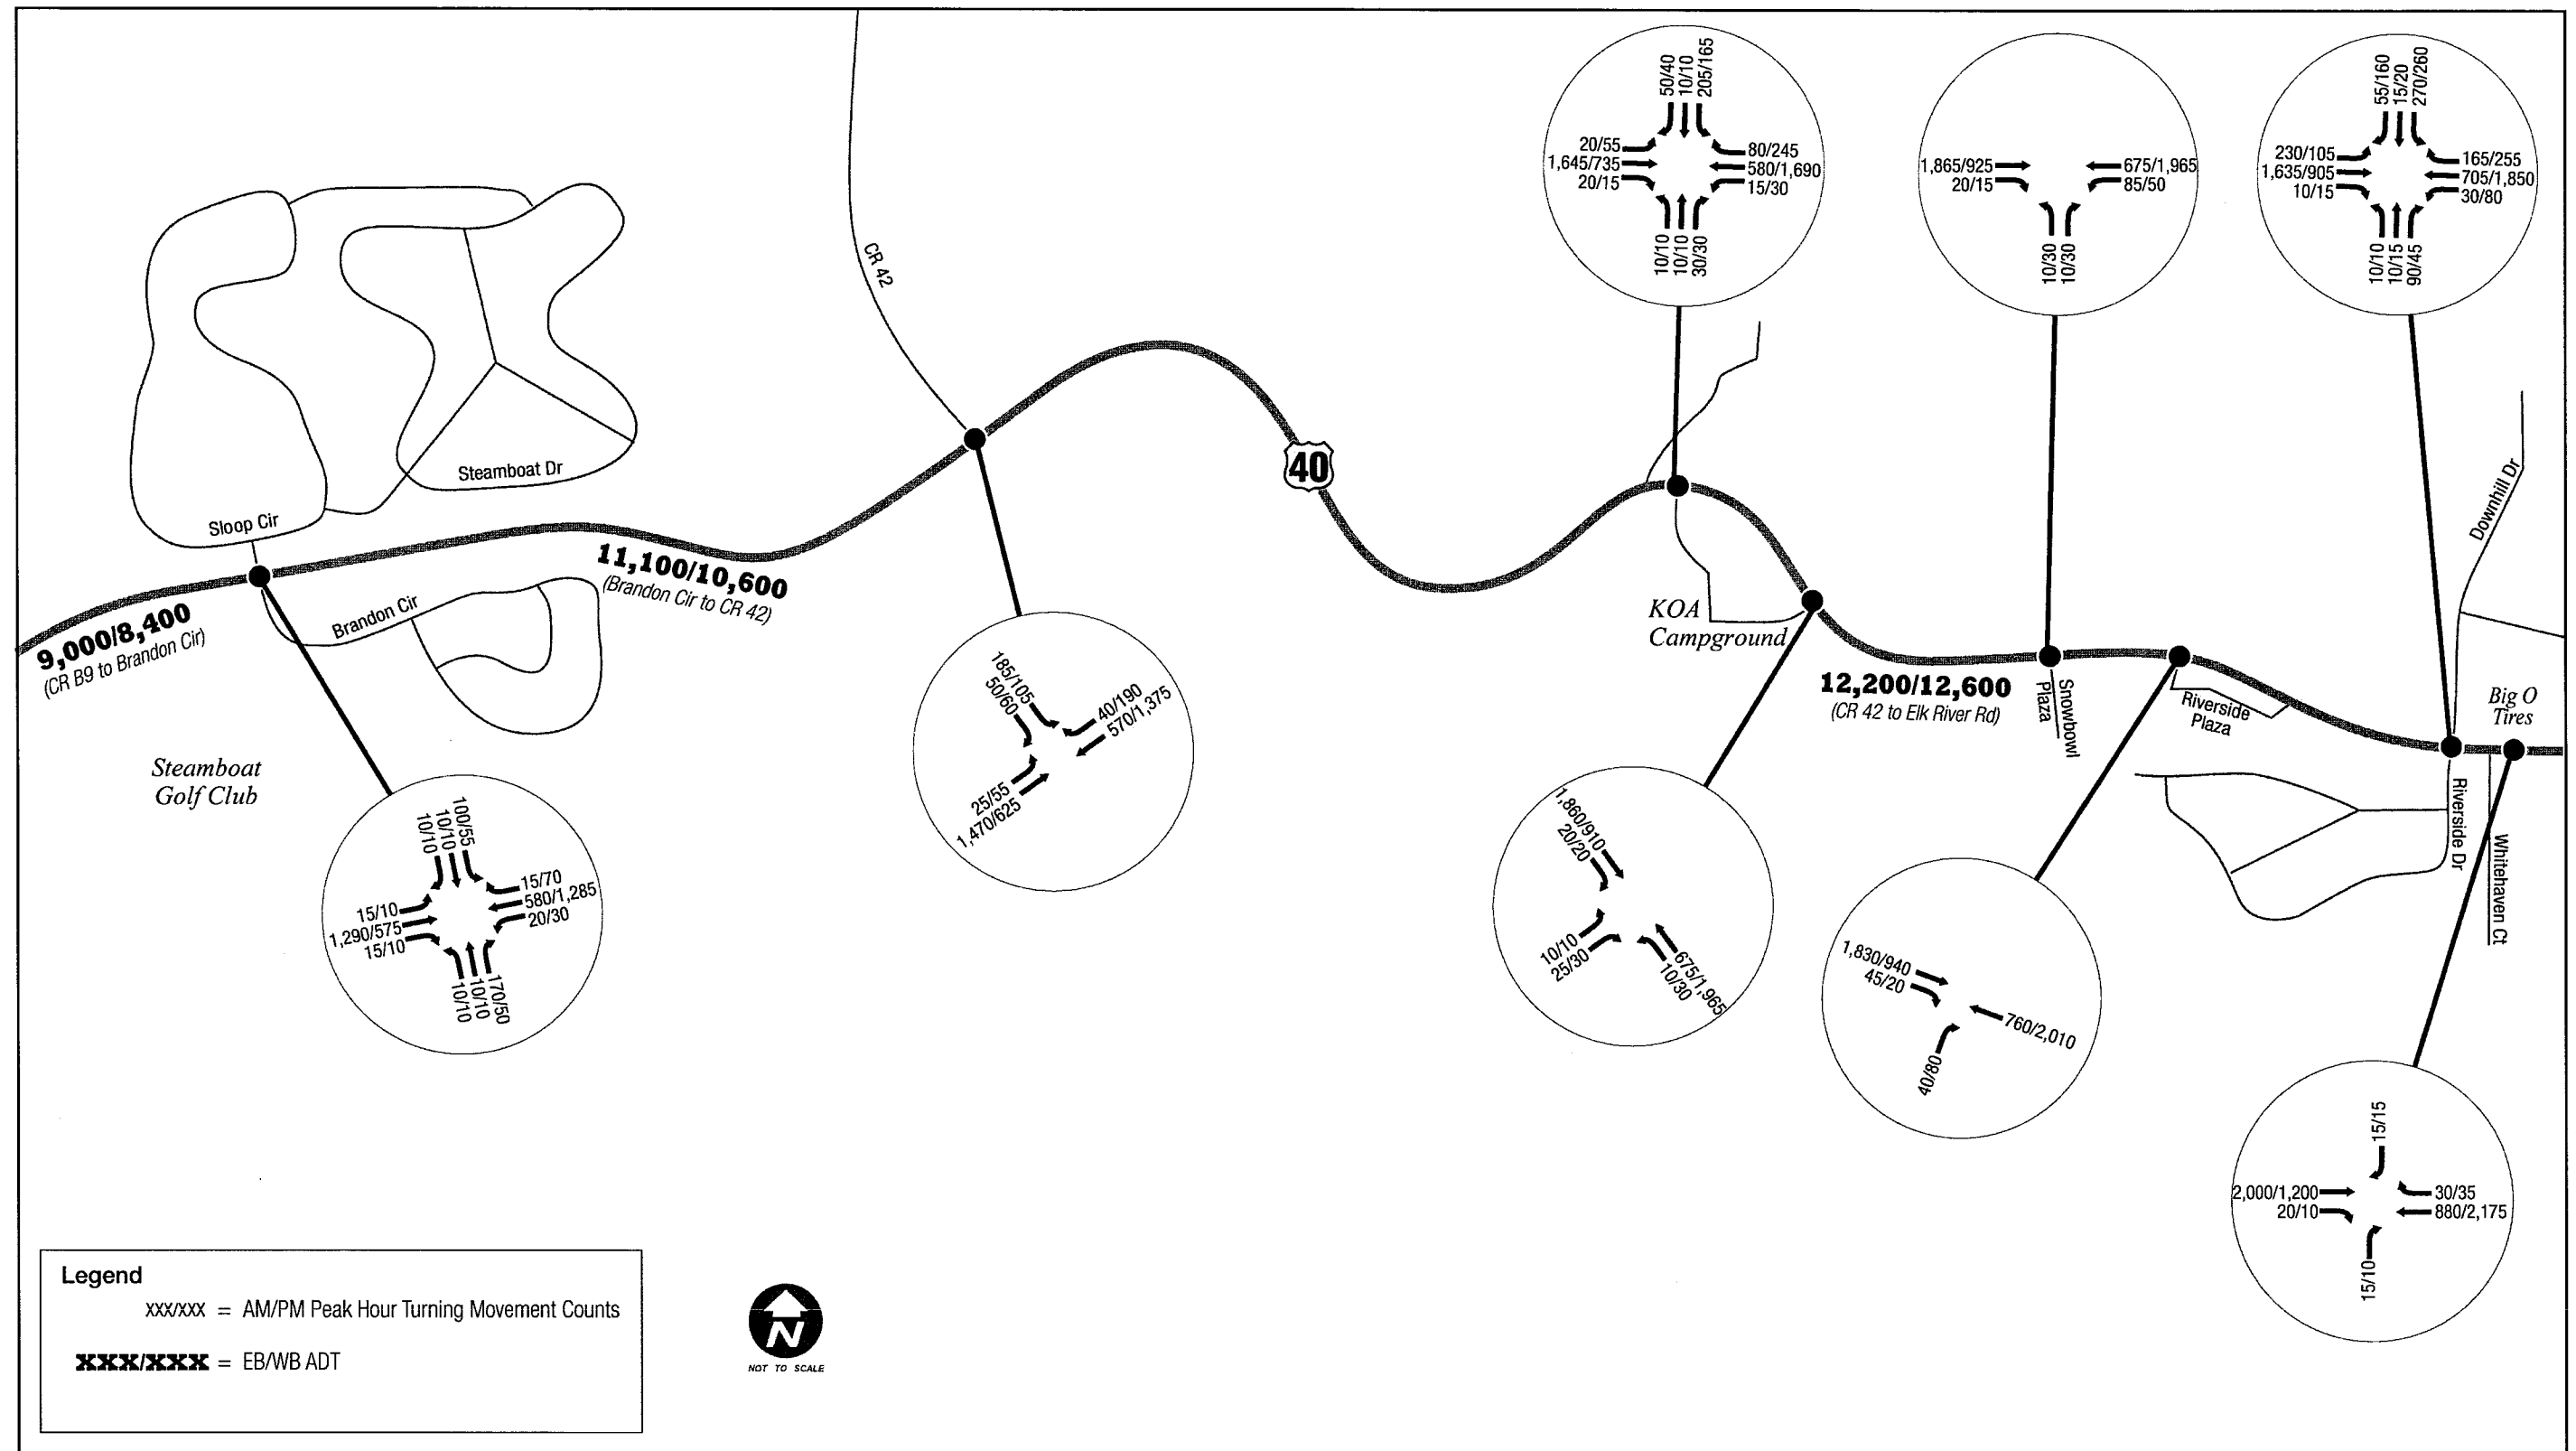 50/40
10/10
205/165
20/55
1,645/735
20/15
80/245
580/1,690
15/30
10/10
10/10
30/30
1,865/925
20/15
675/1,965
85/50
10/30
10/30
55/160
15/20
270/260
230/105
1,635/905
10/15
165/255
705/1,850
30/80
10/10
10/15
90/45
CR 42
40
Steamboat Dr
Sloop Cir
Brandon Cir
9,000/8,400
(CR B9 to Brandon Cir)
11,100/10,600
(Brandon Cir to CR 42)
KOA
Campground
12,200/12,600
(CR 42 to Elk River Rd)
Snowbowl
Plaza
Riverside
Plaza
Downhill Dr
Big O
Tires
Riverside Dr
Whitehaven Ct
Steamboat
Golf Club
10/10
10/10
100/55
15/10
1,290/575
15/10
15/70
580/1,285
20/30
10/10
10/10
170/50
185/105
50/60
40/190
570/1,375
25/55
1,470/625
1,860/910
20/20
10/10
25/30
675/1,965
10/30
1,830/940
45/20
760/2,010
40/80
15/15
2,000/1,200
20/10
30/35
880/2,175
15/10
Legend
xxx/xxx = AM/PM Peak Hour Turning Movement Counts
XXX/XXX = EB/WB ADT
N
NOT TO SCALE